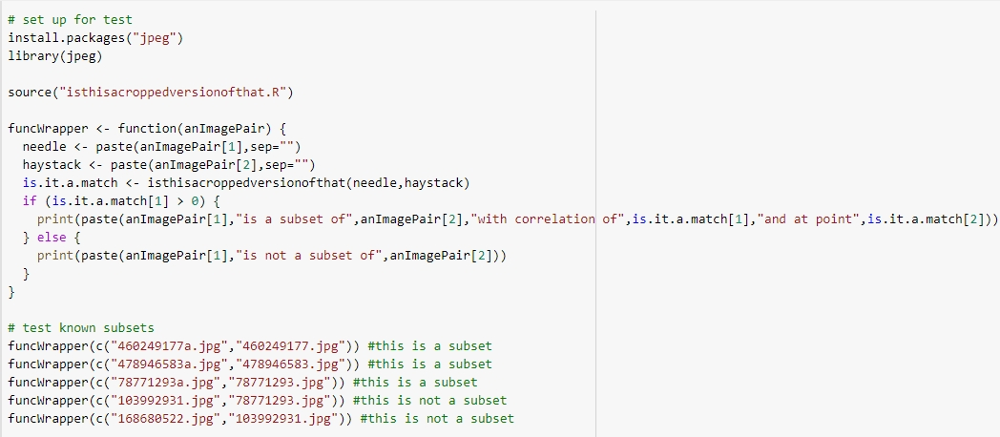 # set up for test
install.packages("jpeg")
library(jpeg)
source("isthisacroppedversionofthat.R")
funcWrapper <- function(anImagePair) {
needle <- paste(anImagePair[1],sep="")
haystack <- paste(anImagePair[2],sep="")
is.it.a.match <- isthisacroppedversionofthat(needle,haystack)
if (is.it.a.match[1] > 0) {
print(paste(anImagePair[1],"is a subset of",anImagePair[2],"with correlation of",is.it.a.match[1],"and at point",is.it.a.match[2]))
} else {
print(paste(anImagePair[1],"is not a subset of",anImagePair[2]))
}
}
# test known subsets
funcWrapper(c("460249177a.jpg","460249177.jpg")) #this is a subset
funcWrapper(c("478946583a.jpg","478946583.jpg")) #this is a subset
funcWrapper(c("78771293a.jpg","78771293.jpg")) #this is a subset
funcWrapper(c("103992931.jpg","78771293.jpg")) #this is not a subset
funcWrapper(c("168680522.jpg","103992931.jpg")) #this is not a subset